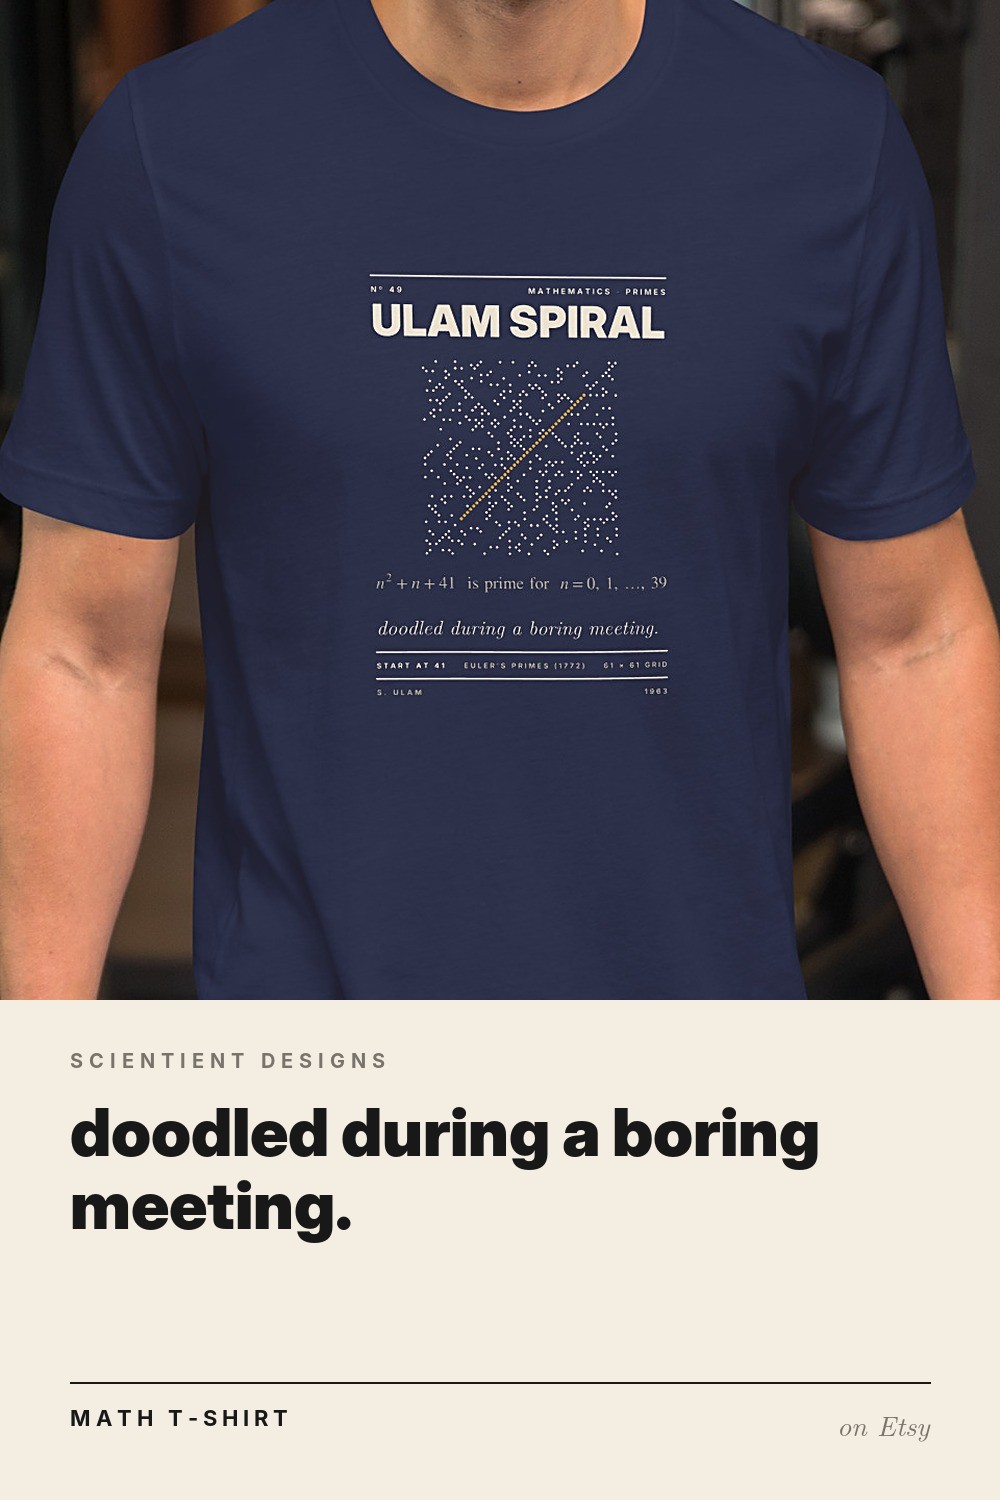 Nº 49
MATHEMATICS · PRIMES
ULAM SPIRAL
n² + n + 41 is prime for n = 0, 1, …, 39
doodled during a boring meeting.
START AT 41 EULER'S PRIMES (1772) 61 × 61 GRID
S. ULAM 1963
SCIENTIENT DESIGNS
doodled during a boring
meeting.
MATH T-SHIRT
on Etsy